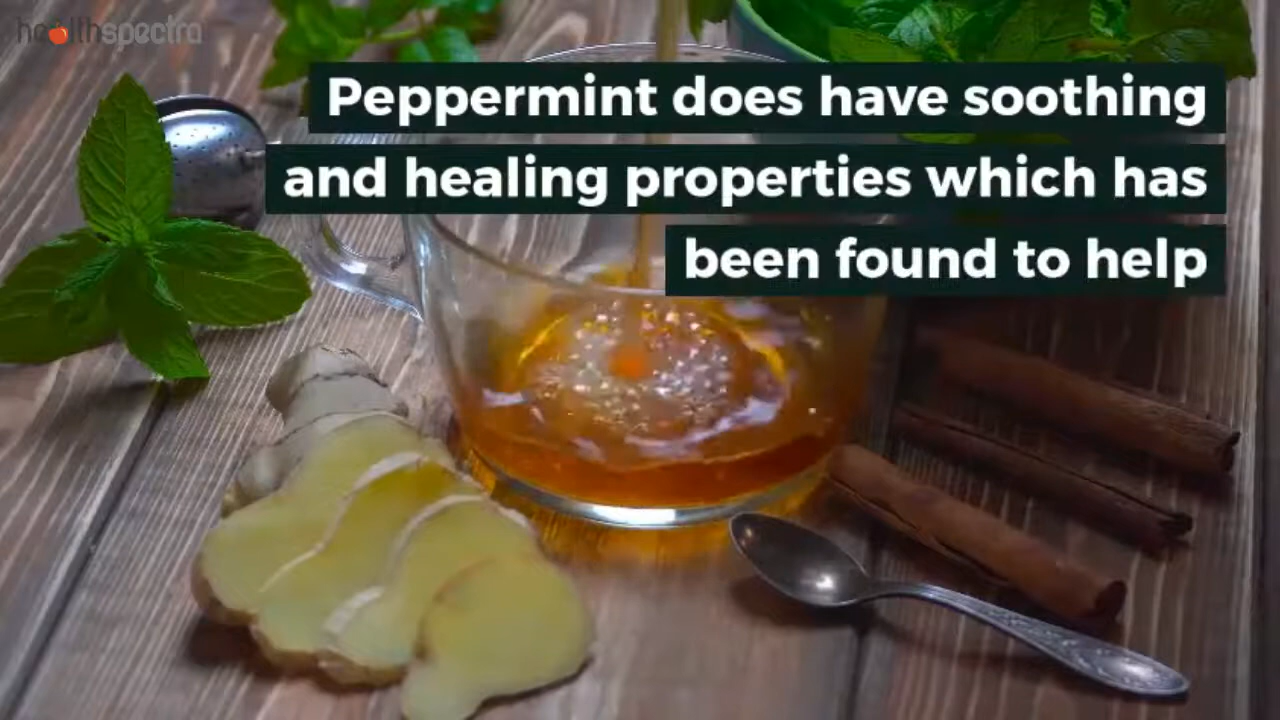 healthspectra
Peppermint does have soothing
and healing properties which has
been found to help